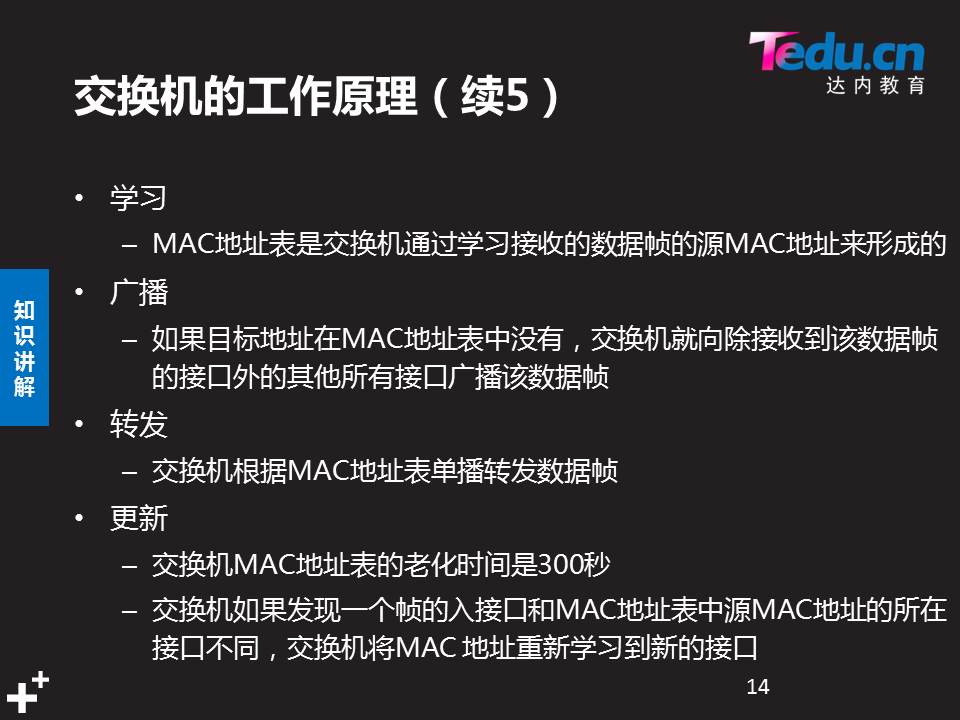 Tedu.cn
达内教育
交换机的工作原理（续5）
• 学习
– MAC地址表是交换机通过学习接收的数据帧的源MAC地址来形成的
• 广播
– 如果目标地址在MAC地址表中没有，交换机就向除接收到该数据帧
的接口外的其他所有接口广播该数据帧
• 转发
– 交换机根据MAC地址表单播转发数据帧
• 更新
– 交换机MAC地址表的老化时间是300秒
– 交换机如果发现一个帧的入接口和MAC地址表中源MAC地址的所在
接口不同，交换机将MAC 地址重新学习到新的接口
知
识
讲
解
14